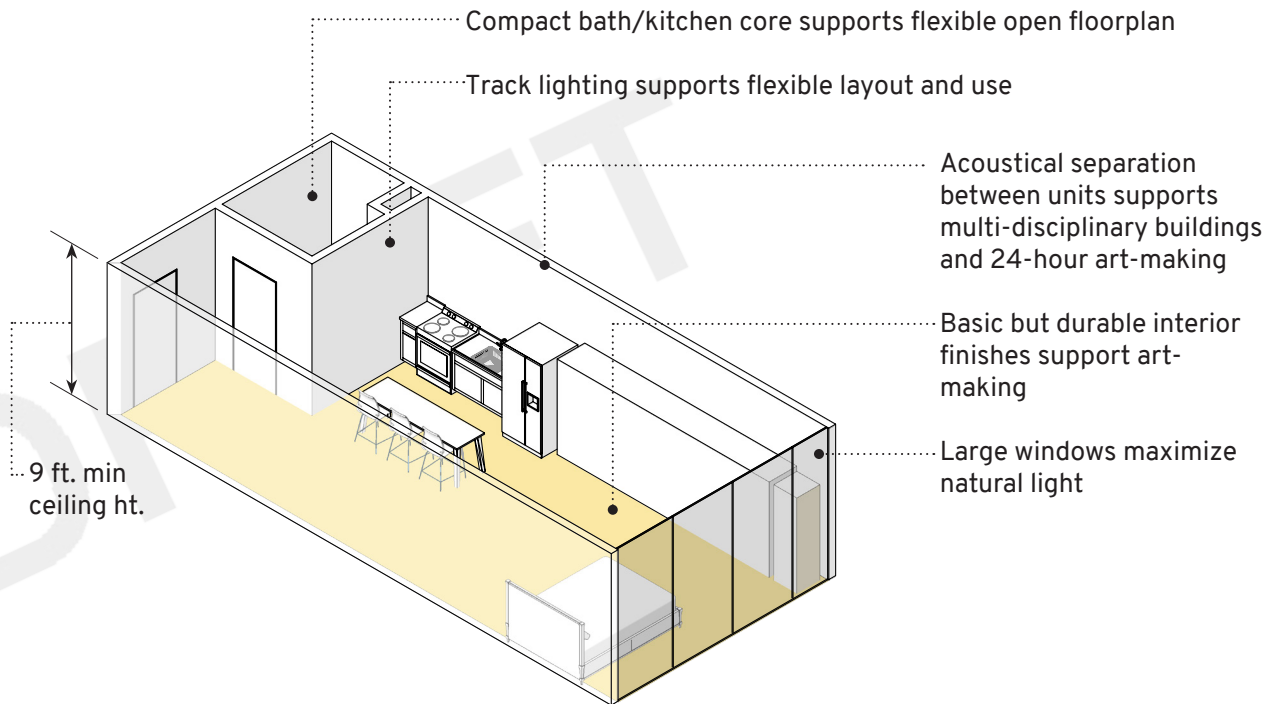 Compact bath/kitchen core supports flexible open floorplan
Track lighting supports flexible layout and use
Acoustical separation
between units supports
multi-disciplinary buildings
and 24-hour art-making
Basic but durable interior
finishes support art-
making
Large windows maximize
natural light
9 ft. min
ceiling ht.
DRAFT